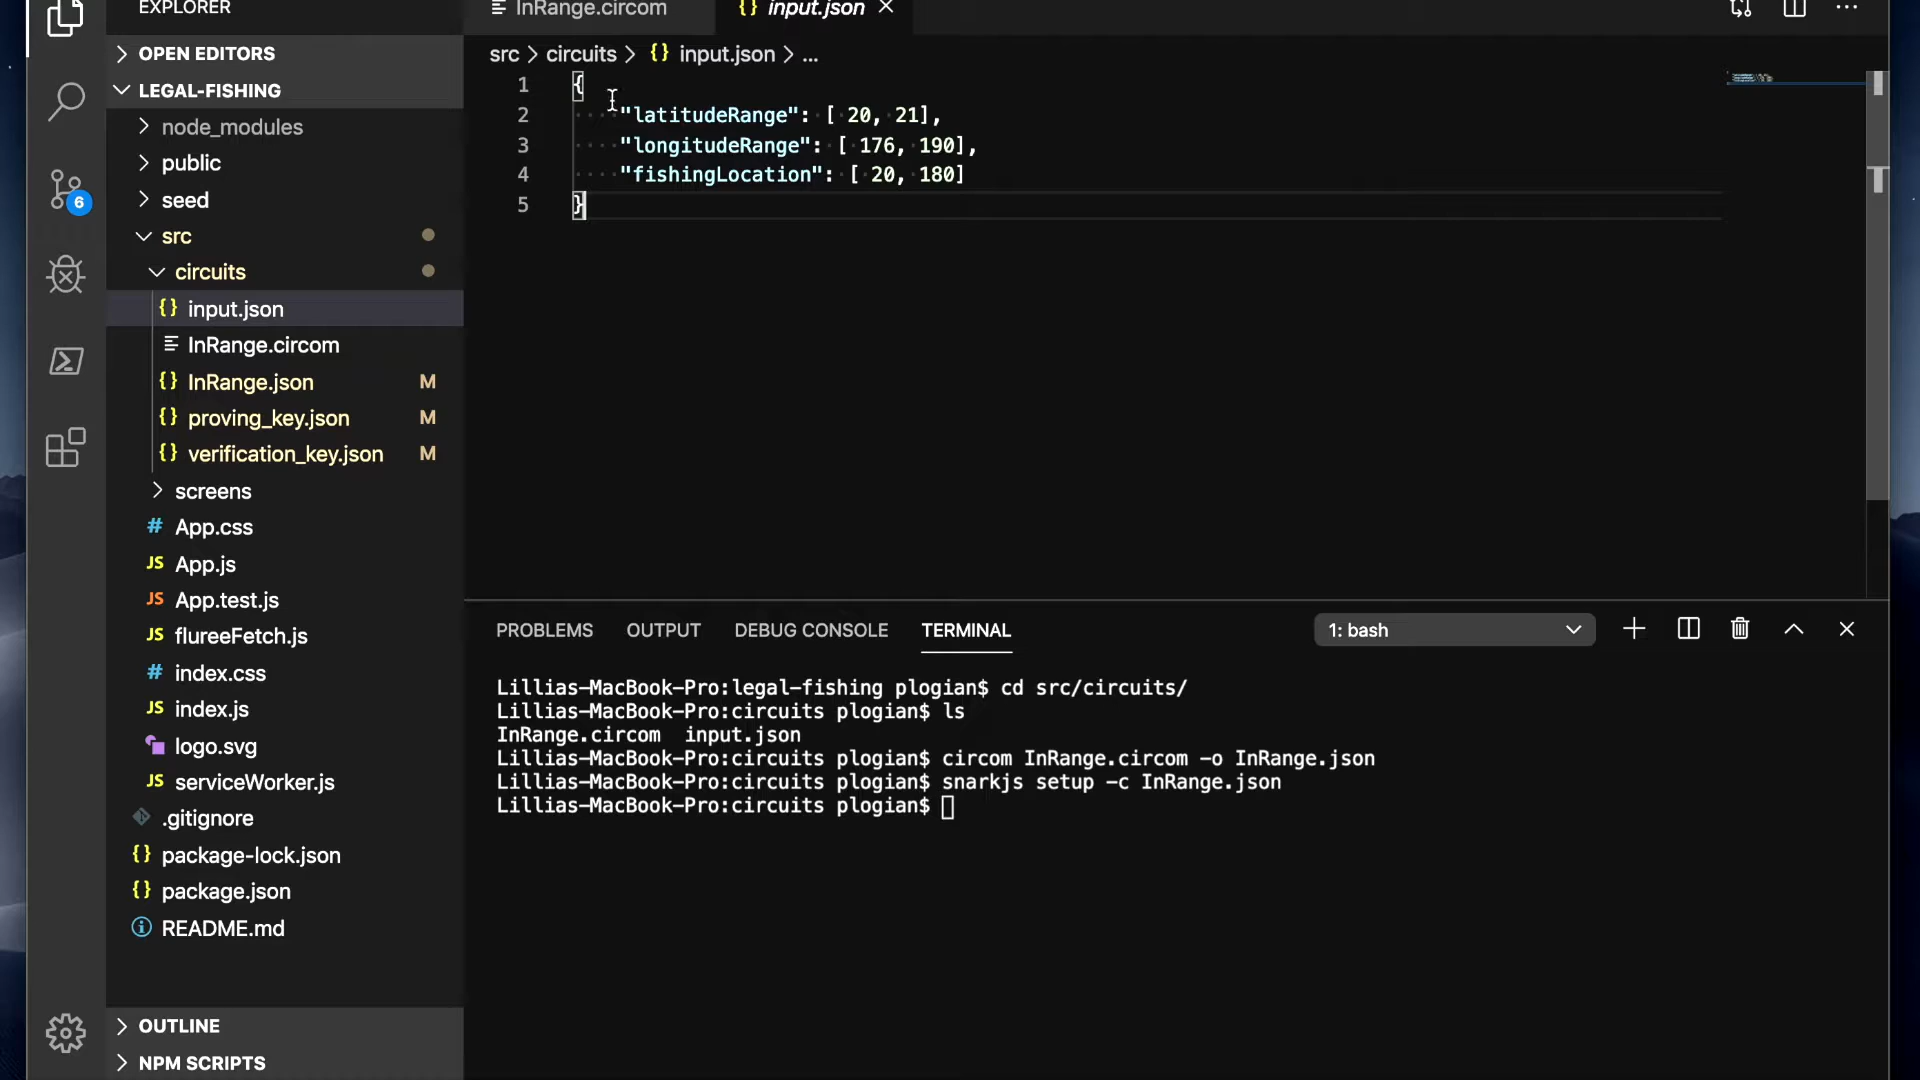 EXPLORER
InRange.circom
{} input.json
OPEN EDITORS
LEGAL-FISHING
src > circuits > {} input.json > ...
node_modules
public
seed
6
src
circuits
{} input.json
InRange.circom
{} InRange.json M
{} proving_key.json M
{} verification_key.json M
screens
# App.css
JS App.js
JS App.test.js
JS flureeFetch.js
# index.css
JS index.js
logo.svg
JS serviceWorker.js
.gitignore
{} package-lock.json
{} package.json
README.md
OUTLINE
NPM SCRIPTS
1 {
2 ····"latitudeRange":·[·20,·21],
3 ····"longitudeRange":·[·176,·190],
4 ····"fishingLocation":·[·20,·180]
5 }
PROBLEMS OUTPUT DEBUG CONSOLE TERMINAL 1: bash
Lillias-MacBook-Pro:legal-fishing plogian$ cd src/circuits/
Lillias-MacBook-Pro:circuits plogian$ ls
InRange.circom input.json
Lillias-MacBook-Pro:circuits plogian$ circom InRange.circom -o InRange.json
Lillias-MacBook-Pro:circuits plogian$ snarkjs setup -c InRange.json
Lillias-MacBook-Pro:circuits plogian$